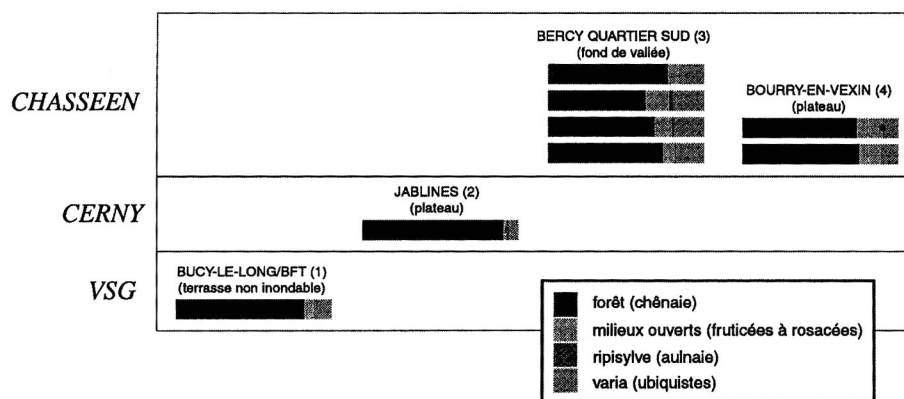 BERCY QUARTIER SUD (3)
(fond de vallée)
CHASSEEN
BOURRY-EN-VEXIN (4)
(plateau)
JABLINES (2)
(plateau)
CERNY
BUCY-LE-LONG/BFT (1)
(terrasse non inondable)
VSG
forêt (chênaie)
milieux ouverts (fruticées à rosacées)
ripisylve (aulnaie)
varia (ubiquistes)